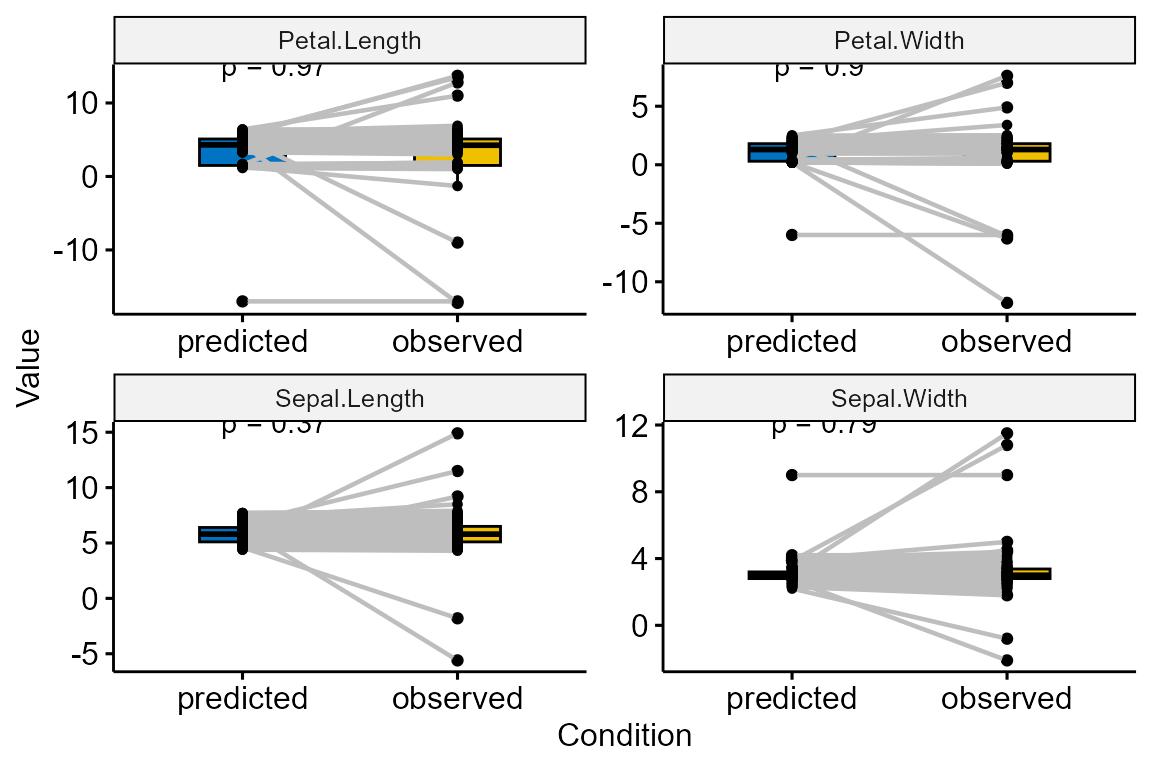 Petal.Length
p = 0.97
10
0
-10
predicted observed
Petal.Width
p = 0.9
5
0
-5
-10
predicted observed
Sepal.Length
p = 0.37
15
10
5
0
-5
predicted observed
Sepal.Width
p = 0.79
12
8
4
0
predicted observed
Value
Condition